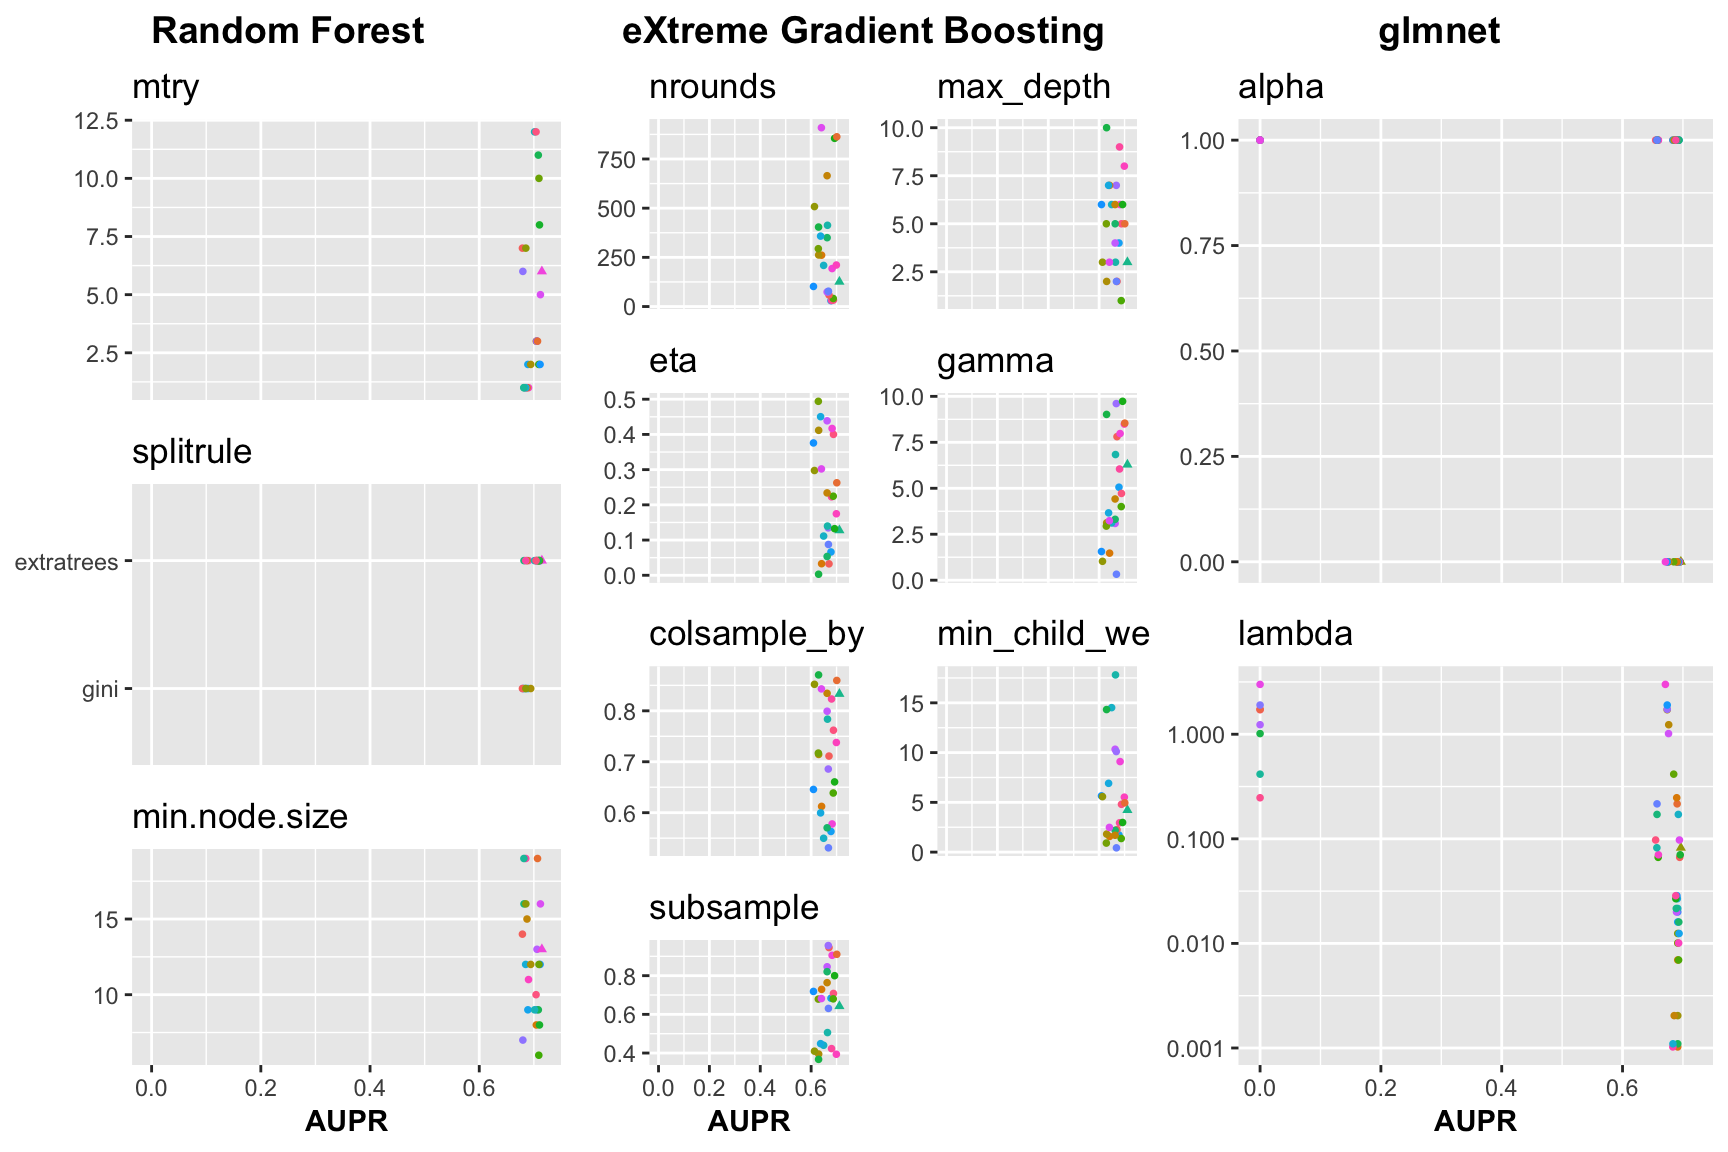 Random Forest
eXtreme Gradient Boosting
glmnet
mtry
12.5
10.0
7.5
5.0
2.5
splitrule
extratrees
gini
min.node.size
15
10
0.0 0.2 0.4 0.6
AUPR
nrounds
750
500
250
0
max_depth
10.0
7.5
5.0
2.5
eta
0.5
0.4
0.3
0.2
0.1
0.0
gamma
10.0
7.5
5.0
2.5
0.0
colsample_by
0.8
0.7
0.6
min_child_we
15
10
5
0
subsample
0.8
0.6
0.4
0.0 0.2 0.4 0.6
AUPR
alpha
1.00
0.75
0.50
0.25
0.00
lambda
1.000
0.100
0.010
0.001
0.0 0.2 0.4 0.6
AUPR